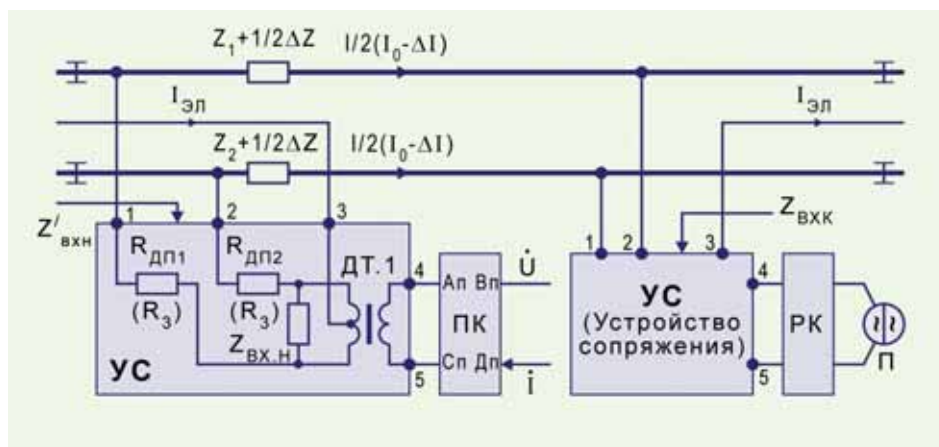 Z1+1/2ΔZ I/2(I0-ΔI)
IЭЛ IЭЛ
Z2+1/2ΔZ I/2(I0-ΔI)
Z/ВХН 1 2 3 ZВХК
RДП1 RДП2 ДТ.1 4 U̇ 1 2 3
Ап Вп
УС 4
(R3) (R3) ПК (Устройство РК
сопряжения) П
ZВХ.Н Сп Дп
УС 5 İ 5